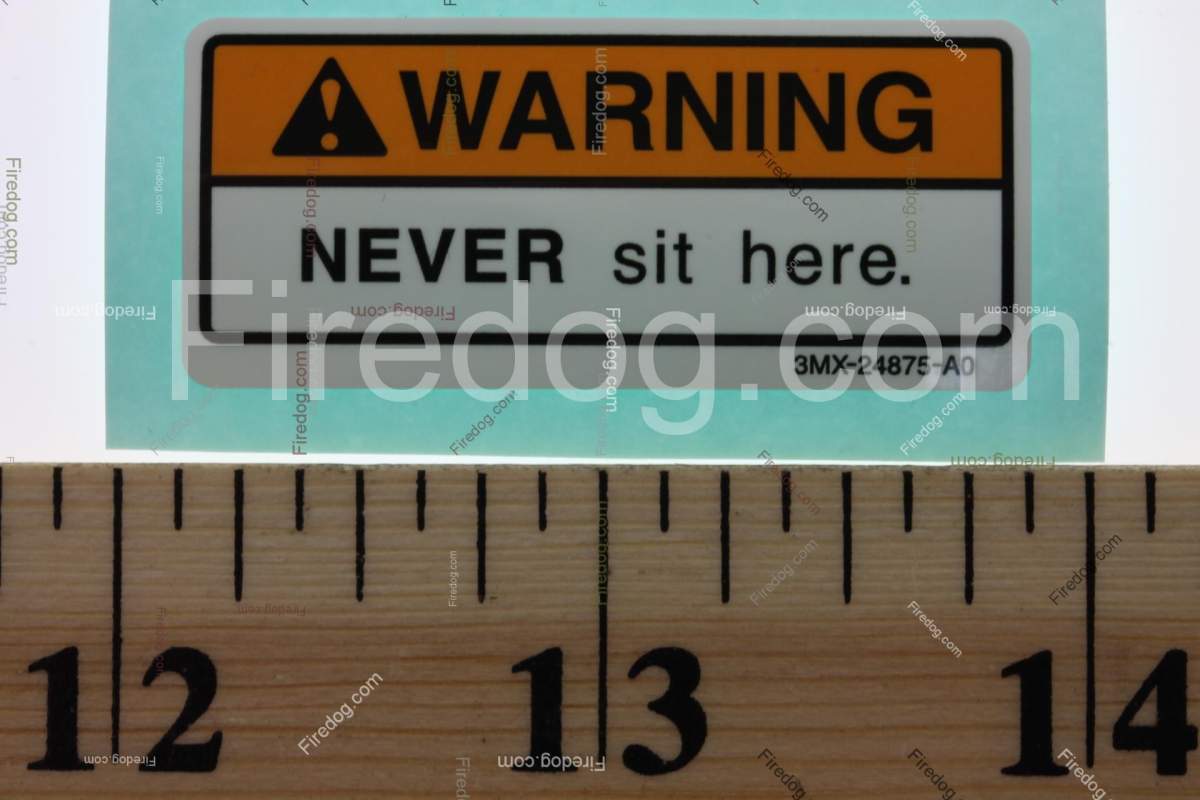 WARNING
NEVER sit here.
3MX-24875-A0
Firedog.com
12 13 14